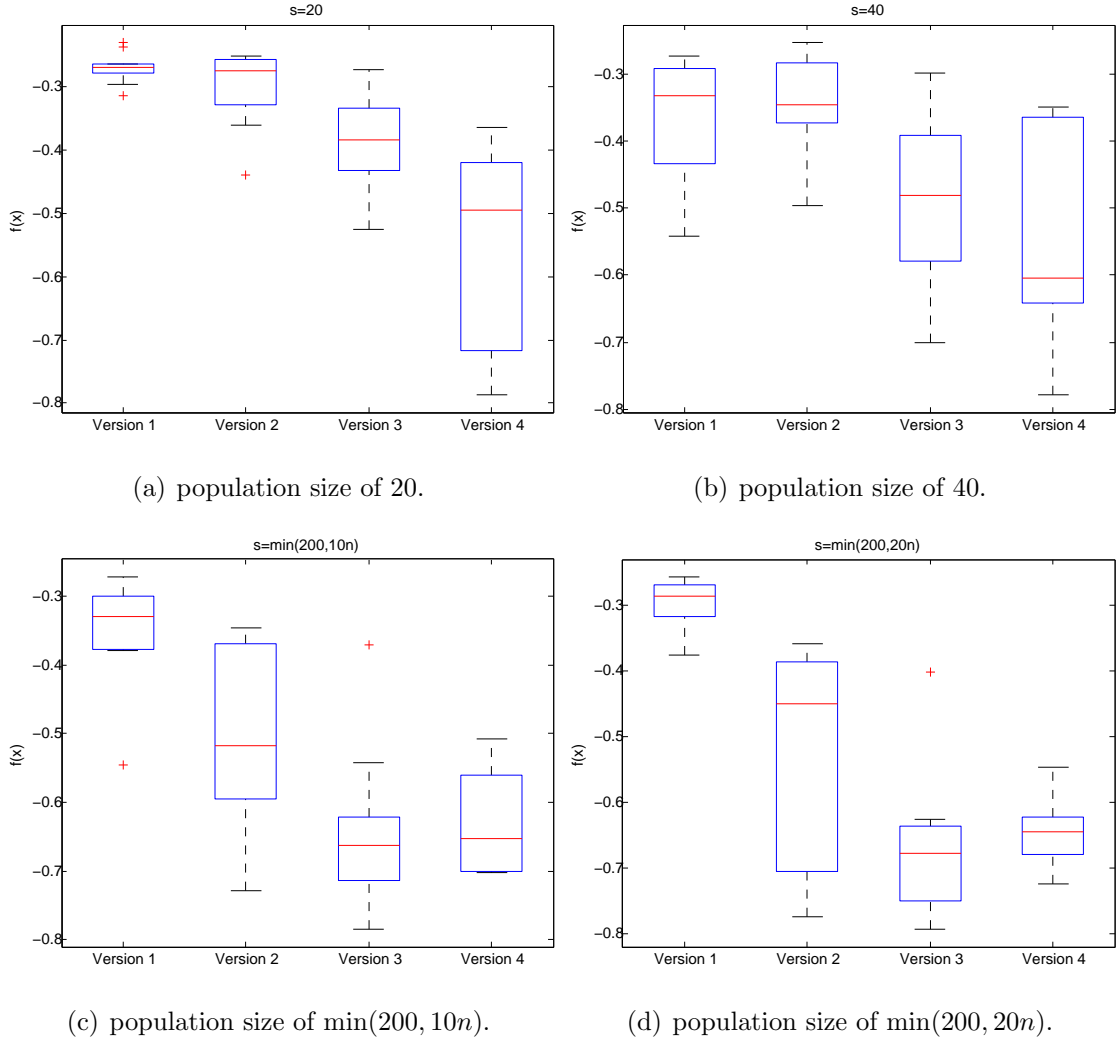 s=20
−0.3
−0.4
−0.5
−0.6
−0.7
−0.8
f(x)
Version 1 Version 2 Version 3 Version 4
(a) population size of 20.
s=40
−0.3
−0.4
−0.5
−0.6
−0.7
−0.8
f(x)
Version 1 Version 2 Version 3 Version 4
(b) population size of 40.
s=min(200,10n)
−0.3
−0.4
−0.5
−0.6
−0.7
−0.8
f(x)
Version 1 Version 2 Version 3 Version 4
(c) population size of min(200, 10n).
s=min(200,20n)
−0.3
−0.4
−0.5
−0.6
−0.7
−0.8
f(x)
Version 1 Version 2 Version 3 Version 4
(d) population size of min(200, 20n).